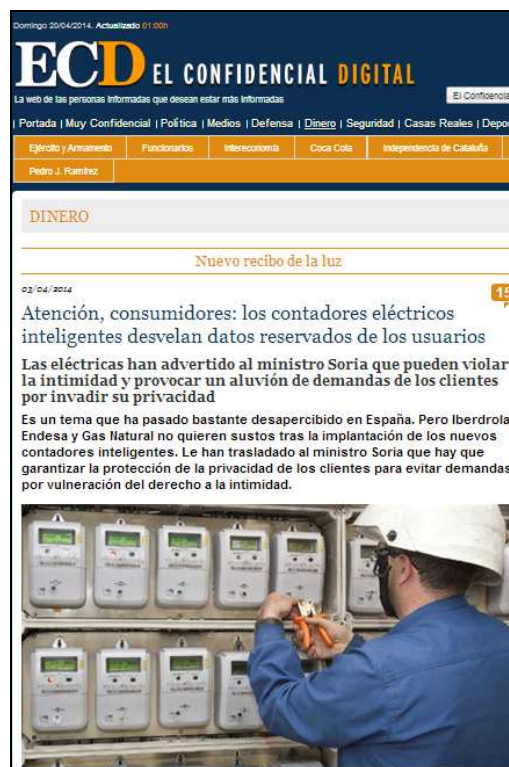 Domingo 20/04/2014. Actualizado 01:00h
ECD EL CONFIDENCIAL DIGITAL
La web de las personas informadas que desean estar más informadas
El Confidencia
| Portada | Muy Confidencial | Política | Medios | Defensa | Dinero | Seguridad | Casas Reales | Depor
Ejército y Armamento Funcionarios Intereconomía Coca Cola Independencia de Cataluña
Pedro J. Ramírez
DINERO
Nuevo recibo de la luz
03/04/2014
15
Atención, consumidores: los contadores eléctricos
inteligentes desvelan datos reservados de los usuarios
Las eléctricas han advertido al ministro Soria que pueden violar
la intimidad y provocar un aluvión de demandas de los clientes
por invadir su privacidad
Es un tema que ha pasado bastante desapercibido en España. Pero Iberdrola
Endesa y Gas Natural no quieren sustos tras la implantación de los nuevos
contadores inteligentes. Le han trasladado al ministro Soria que hay que
garantizar la protección de la privacidad de los clientes para evitar demandas
por vulneración del derecho a la intimidad.